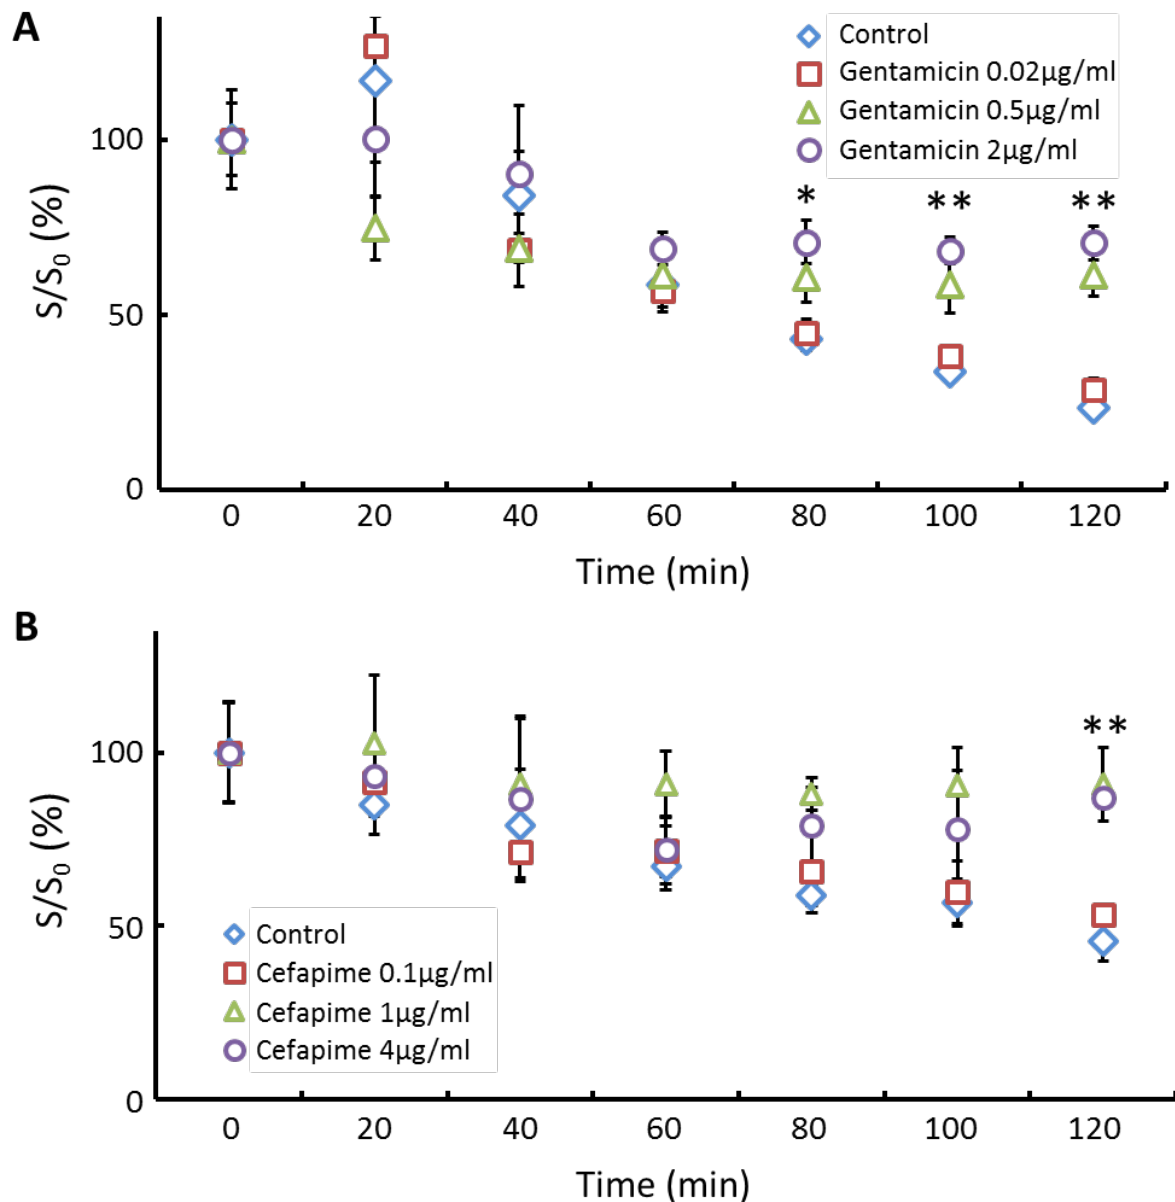 A
Control
Gentamicin 0.02µg/ml
Gentamicin 0.5µg/ml
Gentamicin 2µg/ml
100
50
0
S/S₀ (%)
* ** **
0 20 40 60 80 100 120
Time (min)
B
100
50
0
S/S₀ (%)
**
Control
Cefapime 0.1µg/ml
Cefapime 1µg/ml
Cefapime 4µg/ml
0 20 40 60 80 100 120
Time (min)